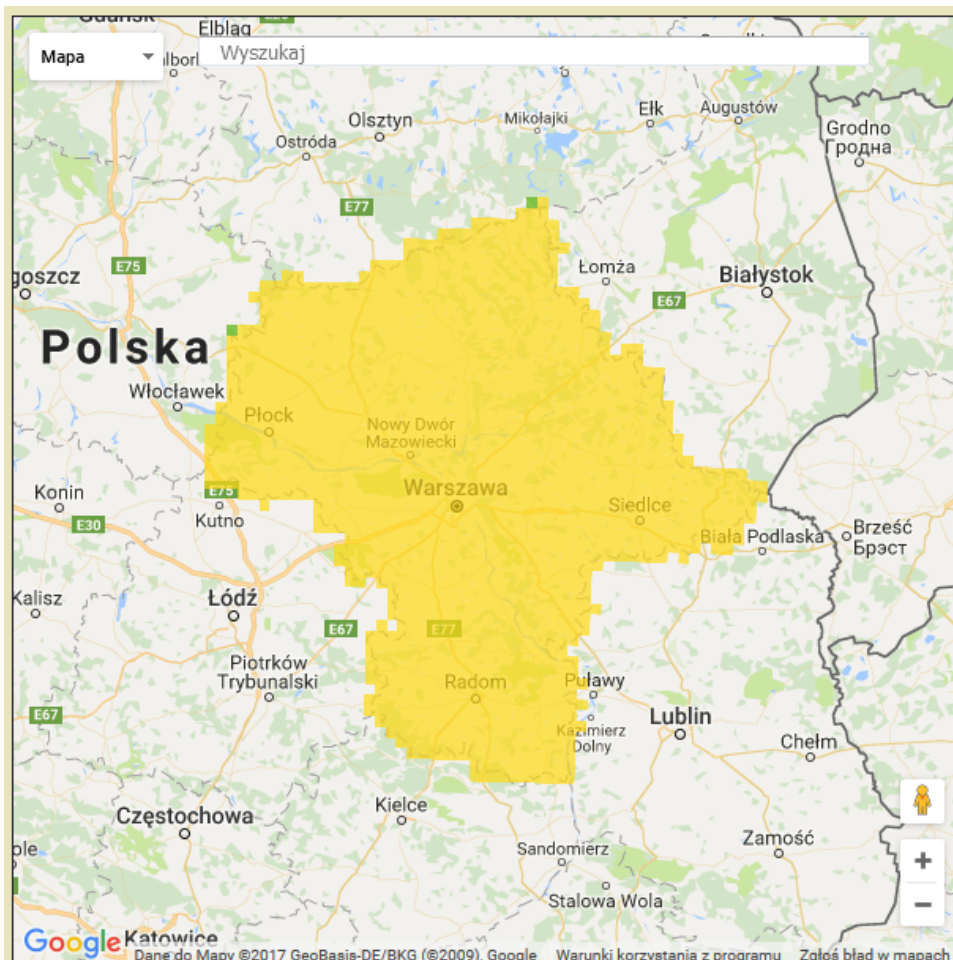 Gdańsk
Elbląg
Mapa
Wyszukaj
Olsztyn
Mikołajki
Ełk
Augustów
Ostróda
Grodno
Гродна
E77
E75
goszcz
Łomża
Białystok
E67
Polska
Włocławek
Płock
Nowy Dwór
Mazowiecki
Warszawa
E75
Konin
Kutno
Siedlce
E30
Biała Podlaska
Brześć
Брэст
Kalisz
Łódź
E67
E77
Piotrków
Trybunalski
Radom
Puławy
E67
Lublin
Kazimierz
Dolny
Chełm
Kielce
Częstochowa
Zamość
ole
Sandomierz
Stalowa Wola
+
−
Google
Katowice
Dane do Mapy ©2017 GeoBasis-DE/BKG (©2009), Google Warunki korzystania z programu Zgłoś błąd w mapach